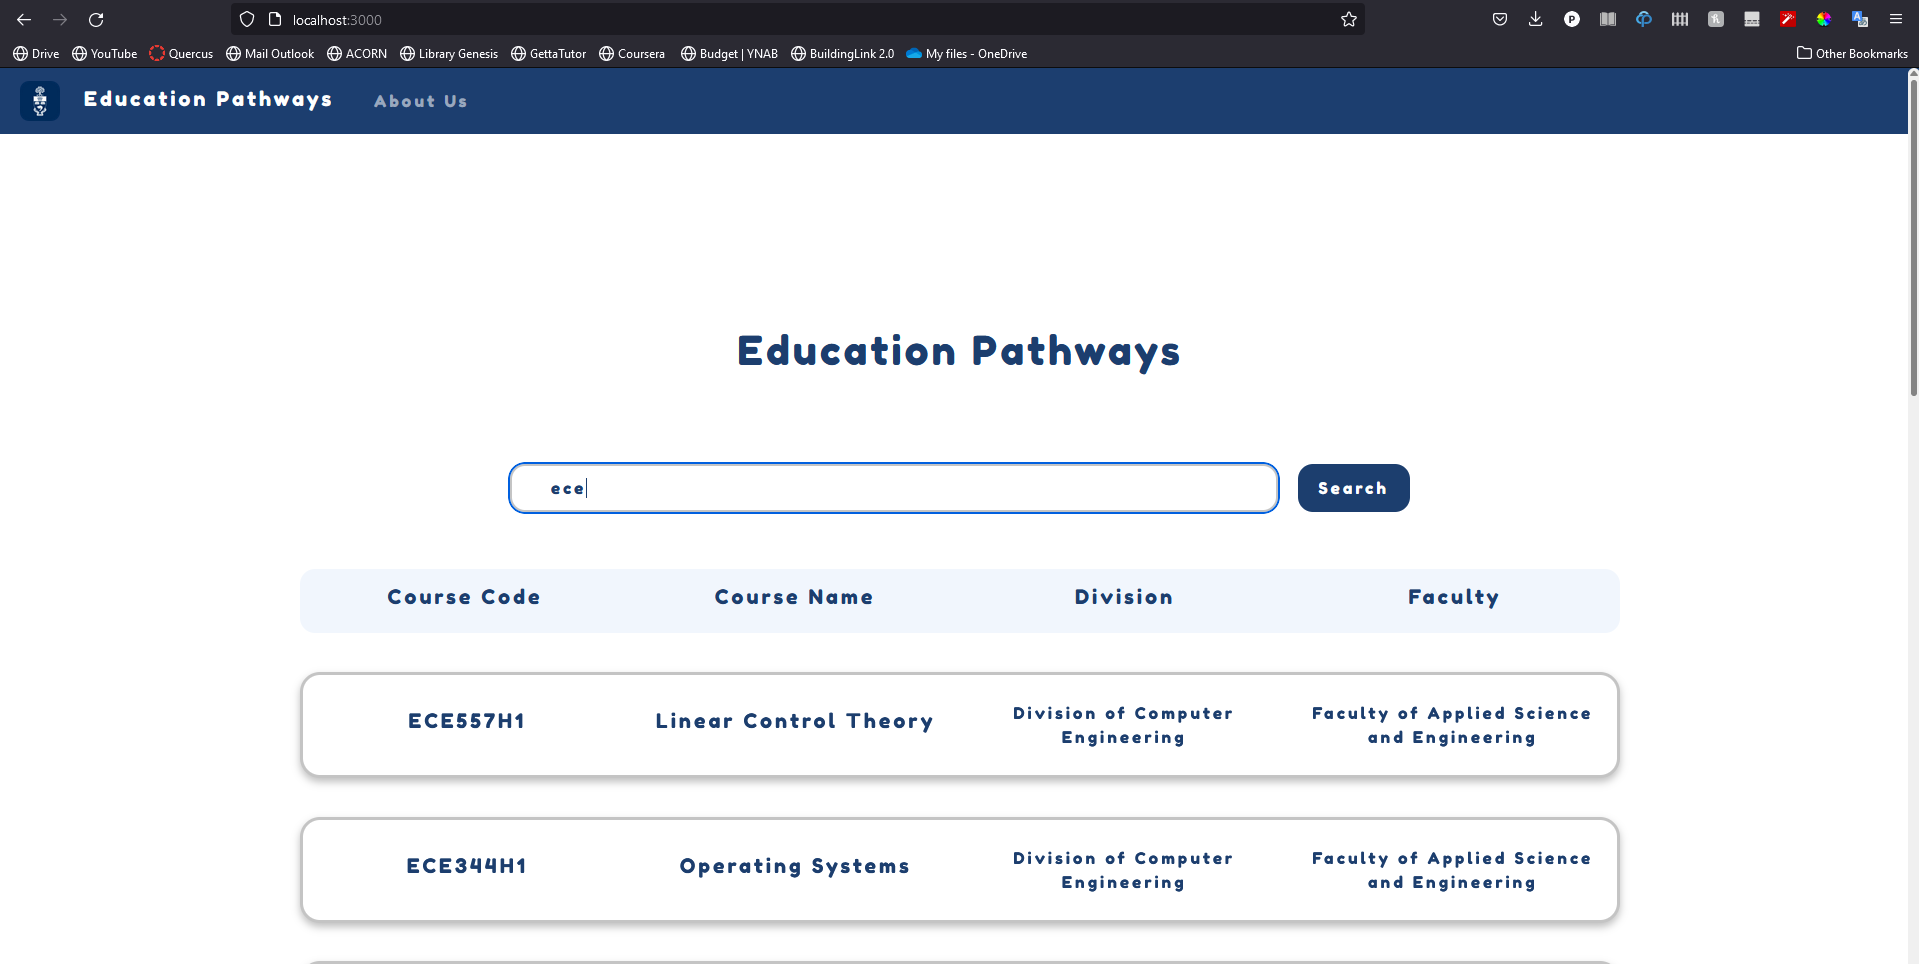 localhost:3000
Drive YouTube Quercus Mail Outlook ACORN Library Genesis GettaTutor Coursera Budget | YNAB BuildingLink 2.0 My files - OneDrive Other Bookmarks
Education Pathways About Us
Education Pathways
ece Search
Course Code Course Name Division Faculty
ECE557H1 Linear Control Theory Division of Computer Engineering Faculty of Applied Science and Engineering
ECE344H1 Operating Systems Division of Computer Engineering Faculty of Applied Science and Engineering